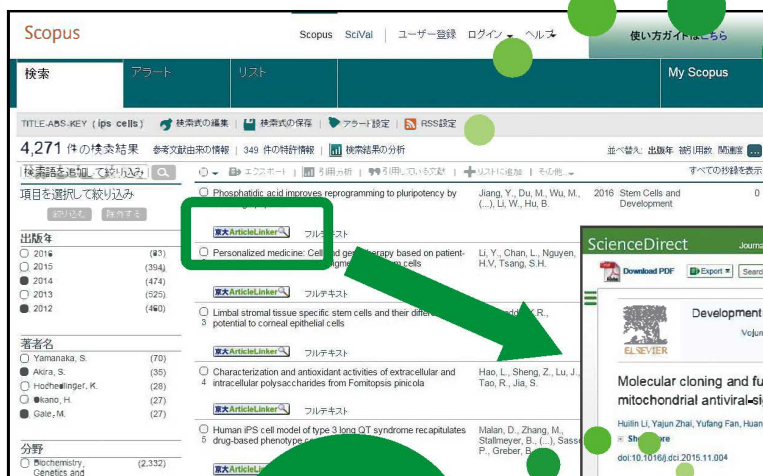 Scopus
Scopus SciVal ユーザー登録 ログイン ヘルプ
使い方ガイドはこちら
検索 アラート リスト My Scopus
TITLE-ABS-KEY ( ips cells ) 検索式の編集 | 検索式の保存 | アラート設定 | RSS設定
4,271 件の検索結果 参考文献由来の情報 | 349 件の特許情報 | 検索結果の分析 並べ替え: 出版年 被引用数 関連度 ...
検索語を追加して絞り込み
エクスポート | 引用分析 | 引用している文献 | リストに追加 | その他 すべての抄録を表示
項目を選択して絞り込み
絞り込む 除外する
出版年
2016 (83)
2015 (394)
2014 (474)
2013 (525)
2012 (460)
著者名
Yamanaka, S. (70)
Akira, S. (35)
Hochedlinger, K. (28)
Okano, H. (27)
Gale, M. (27)
分野
Biochemistry, (2,332)
Genetics and
Phosphatidic acid improves reprogramming to pluripotency by
Jiang, Y., Du, M., Wu, M.,
(...), Li, W., Hu, B.
2016 Stem Cells and
Development
0
東大ArticleLinker フルテキスト
Personalized medicine: Cell and gene therapy based on patient-
stem cells
Li, Y., Chan, L., Nguyen,
H.V, Tsang, S.H.
東大ArticleLinker フルテキスト
3 Limbal stromal tissue specific stem cells and their
potential to corneal epithelial cells
東大ArticleLinker フルテキスト
4 Characterization and antioxidant activities of extracellular and
intracellular polysaccharides from Fomitopsis pinicola
Hao, L., Sheng, Z., Lu, J.,
Tao, R., Jia, S.
東大ArticleLinker フルテキスト
5 Human iPS cell model of type 3 long QT syndrome recapitulates
drug-based phenotype
Malan, D., Zhang, M.,
Stallmeyer, B., (...), Sasse
P., Greber, B.
東大ArticleLinker
ScienceDirect Journa
Download PDF Export Search
ELSEVIER
Development
Volum
Molecular cloning and fu
mitochondrial antiviral-si
Huilin Li, Yajun Zhai, Yufang Fan, Huan
doi:10.1016/j.dci.2015.11.004